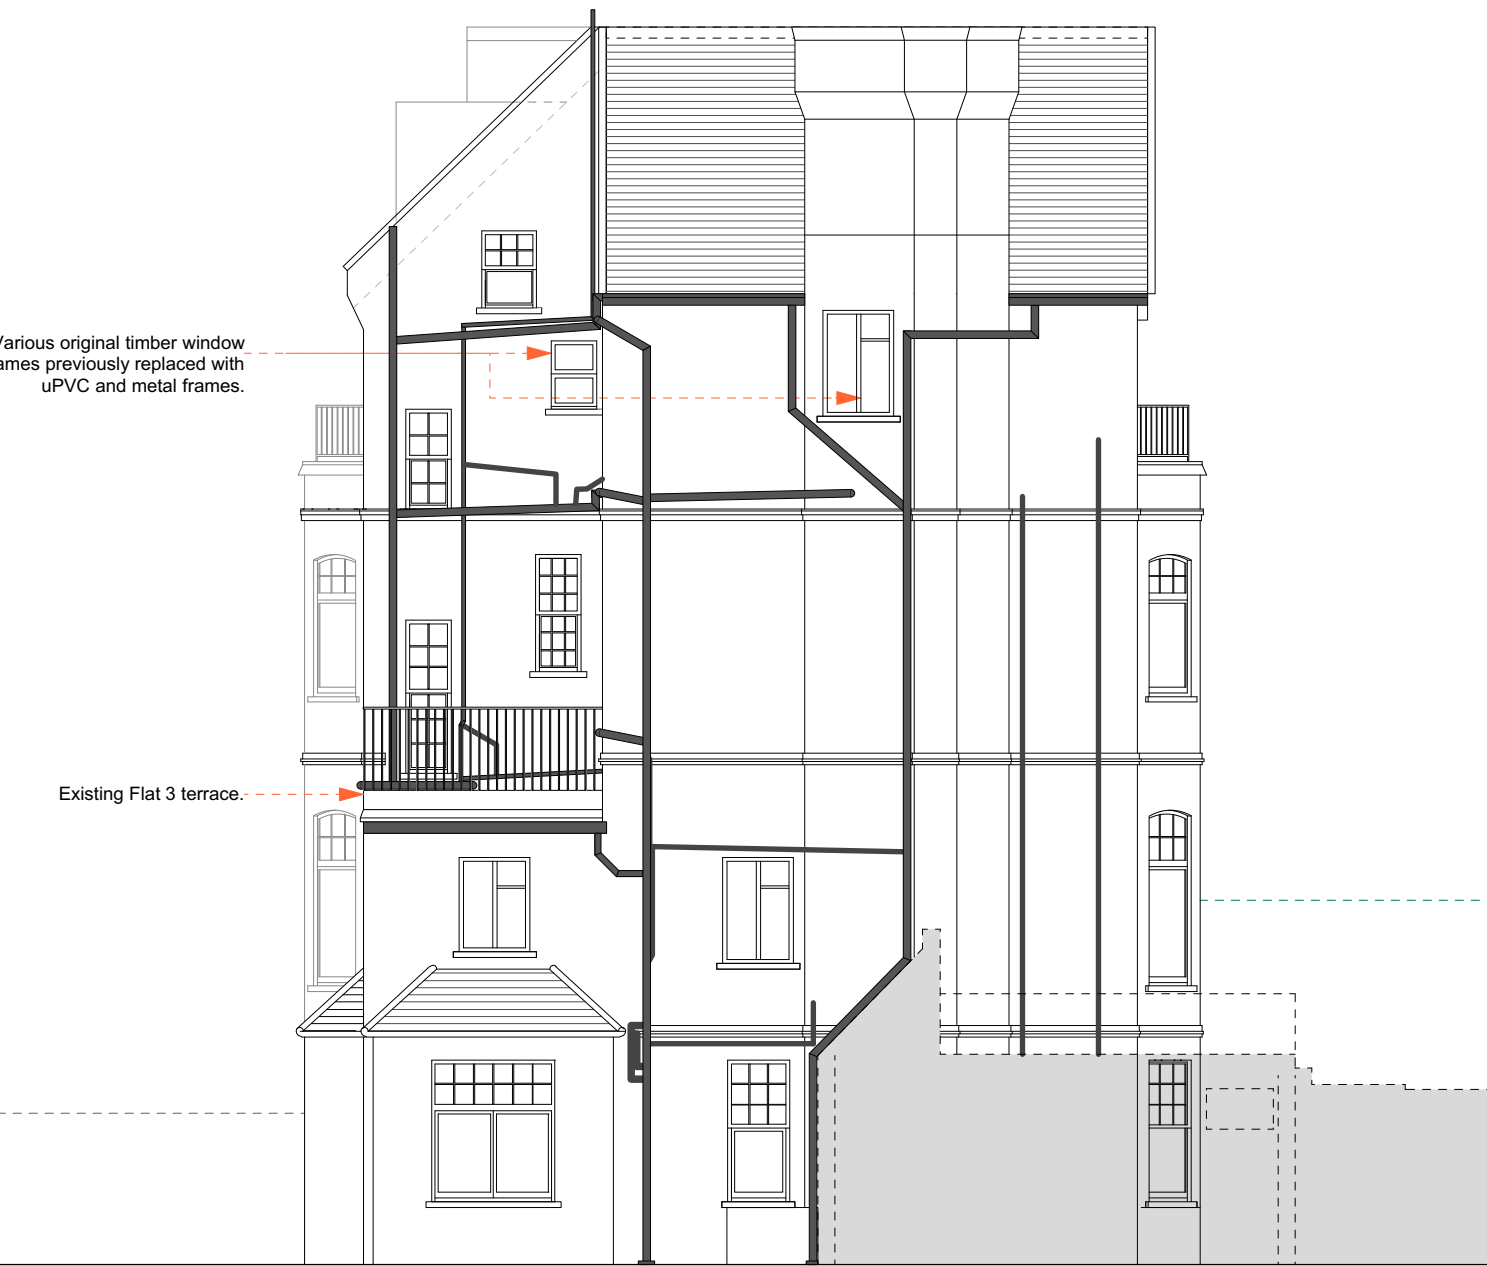 Various original timber window
frames previously replaced with
uPVC and metal frames.
Existing Flat 3 terrace.